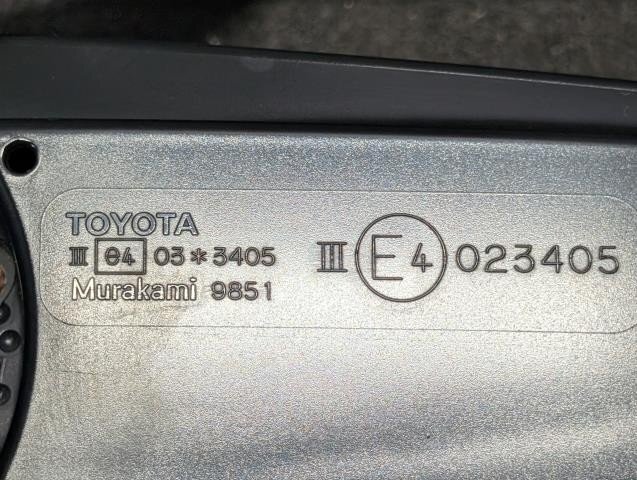 TOYOTA
III e4 03*3405
Murakami 9851
III E4 023405